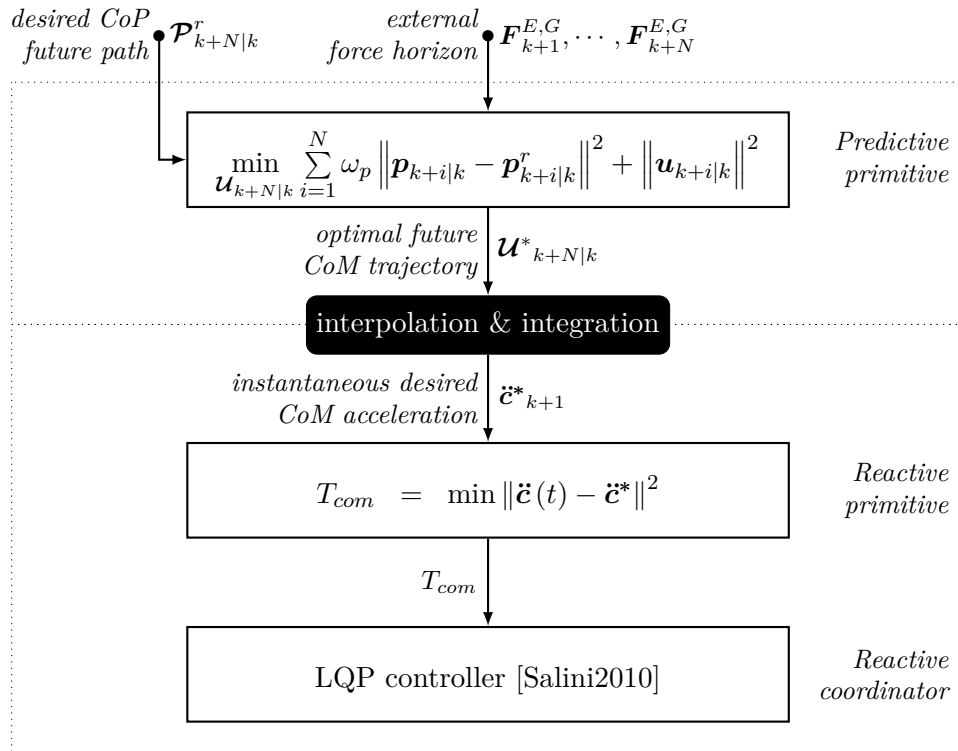 desired CoP
future path
𝓟^r_{k+N|k}
external
force horizon
F^{E,G}_{k+1}, ⋯ , F^{E,G}_{k+N}
min_{𝓤_{k+N|k}} ∑_{i=1}^{N} ω_p ‖p_{k+i|k} − p^r_{k+i|k}‖^2 + ‖u_{k+i|k}‖^2
Predictive
primitive
optimal future
CoM trajectory
𝓤^*_{k+N|k}
interpolation & integration
instantaneous desired
CoM acceleration
c̈^*_{k+1}
T_{com} = min ‖c̈(t) − c̈^*‖^2
Reactive
primitive
T_{com}
LQP controller [Salini2010]
Reactive
coordinator